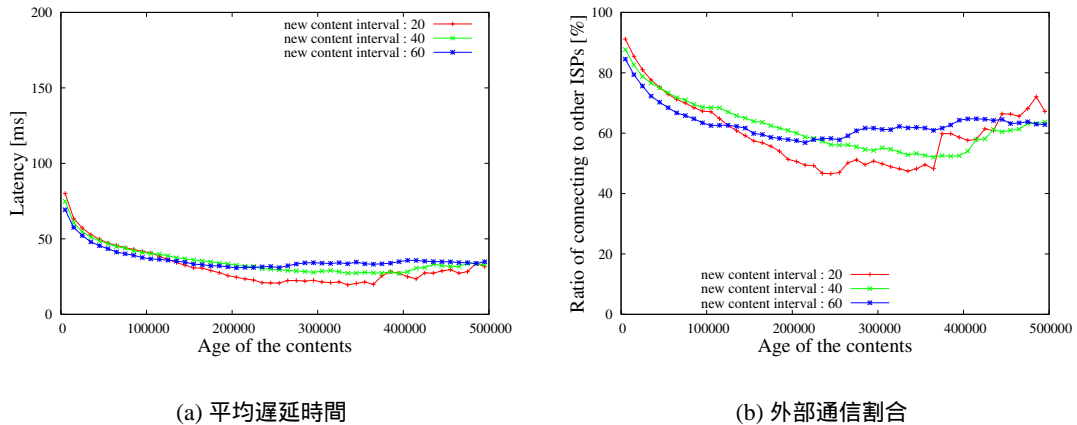 200
150
100
50
0
Latency [ms]
new content interval : 20
new content interval : 40
new content interval : 60
0 100000 200000 300000 400000 500000
Age of the contents
(a) 平均遅延時間
100
80
60
40
20
0
Ratio of connecting to other ISPs [%]
new content interval : 20
new content interval : 40
new content interval : 60
0 100000 200000 300000 400000 500000
Age of the contents
(b) 外部通信割合